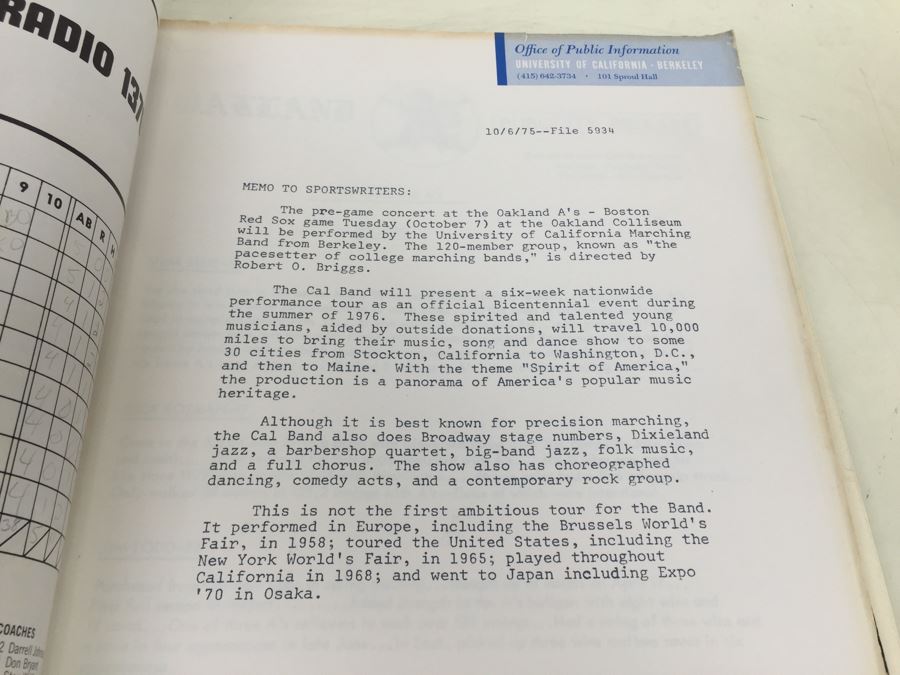 RADIO 137
9 10 AB R H
COACHES
2 Darrell
Don Bryant
Office of Public Information
UNIVERSITY OF CALIFORNIA · BERKELEY
(415) 642-3734 · 101 Sproul Hall
10/6/75--File 5934
MEMO TO SPORTSWRITERS:
The pre-game concert at the Oakland A's - Boston
Red Sox game Tuesday (October 7) at the Oakland Colliseum
will be performed by the University of California Marching
Band from Berkeley. The 120-member group, known as "the
pacesetter of college marching bands," is directed by
Robert O. Briggs.
The Cal Band will present a six-week nationwide
performance tour as an official Bicentennial event during
the summer of 1976. These spirited and talented young
musicians, aided by outside donations, will travel 10,000
miles to bring their music, song and dance show to some
30 cities from Stockton, California to Washington, D.C.,
and then to Maine. With the theme "Spirit of America,"
the production is a panorama of America's popular music
heritage.
Although it is best known for precision marching,
the Cal Band also does Broadway stage numbers, Dixieland
jazz, a barbershop quartet, big-band jazz, folk music,
and a full chorus. The show also has choreographed
dancing, comedy acts, and a contemporary rock group.
This is not the first ambitious tour for the Band.
It performed in Europe, including the Brussels World's
Fair, in 1958; toured the United States, including the
New York World's Fair, in 1965; played throughout
California in 1968; and went to Japan including Expo
'70 in Osaka.